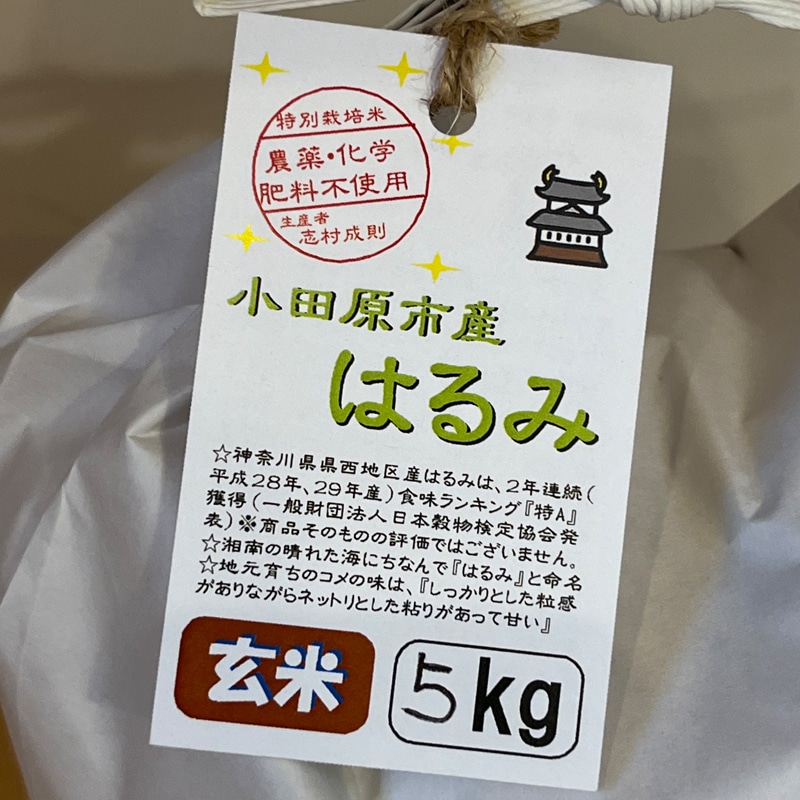 特別栽培米
農薬・化学
肥料不使用
生産者
志村成則
小田原市産
はるみ
☆神奈川県県西地区産はるみは、2年連続(
平成28年、29年産)食味ランキング『特A』
獲得(一般財団法人日本穀物検定協会発
表)※商品そのものの評価ではございません。
☆湘南の晴れた海にちなんで『はるみ』と命名
☆地元育ちのコメの味は、『しっかりとした粒感
がありながらネットリとした粘りがあって甘い』
玄米
5kg